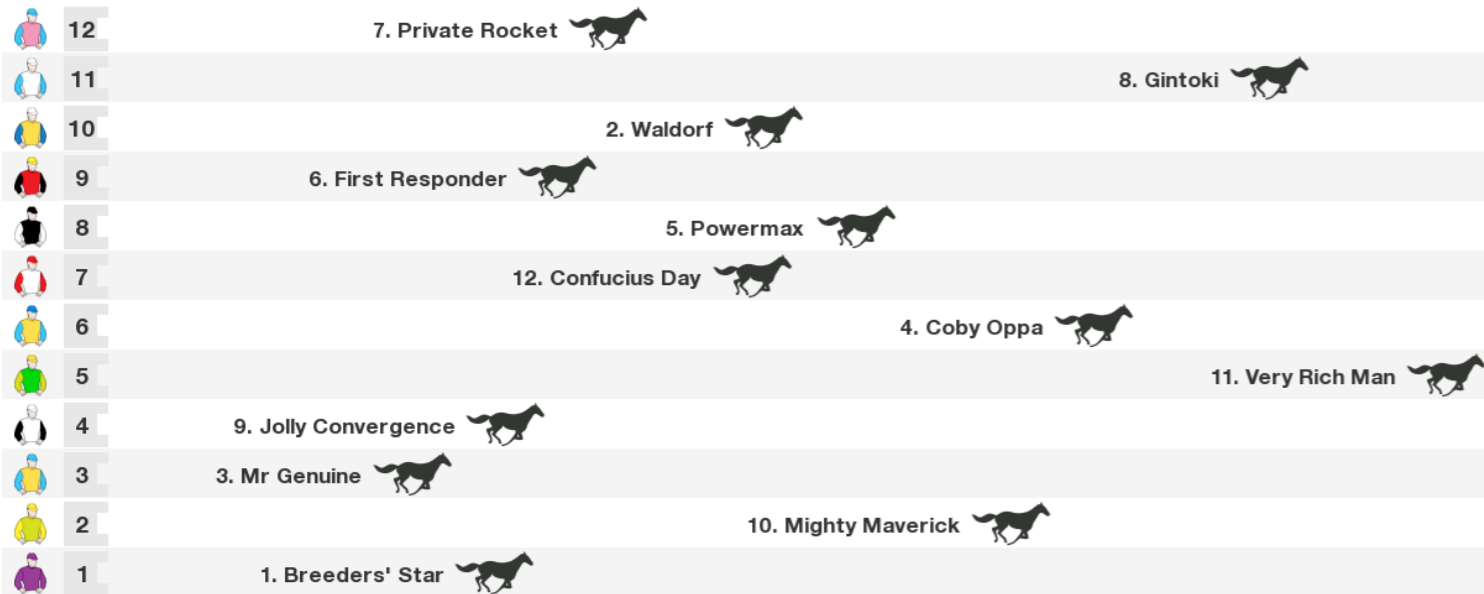 12 7. Private Rocket
11 8. Gintoki
10 2. Waldorf
9 6. First Responder
8 5. Powermax
7 12. Confucius Day
6 4. Coby Oppa
5 11. Very Rich Man
4 9. Jolly Convergence
3 3. Mr Genuine
2 10. Mighty Maverick
1 1. Breeders' Star